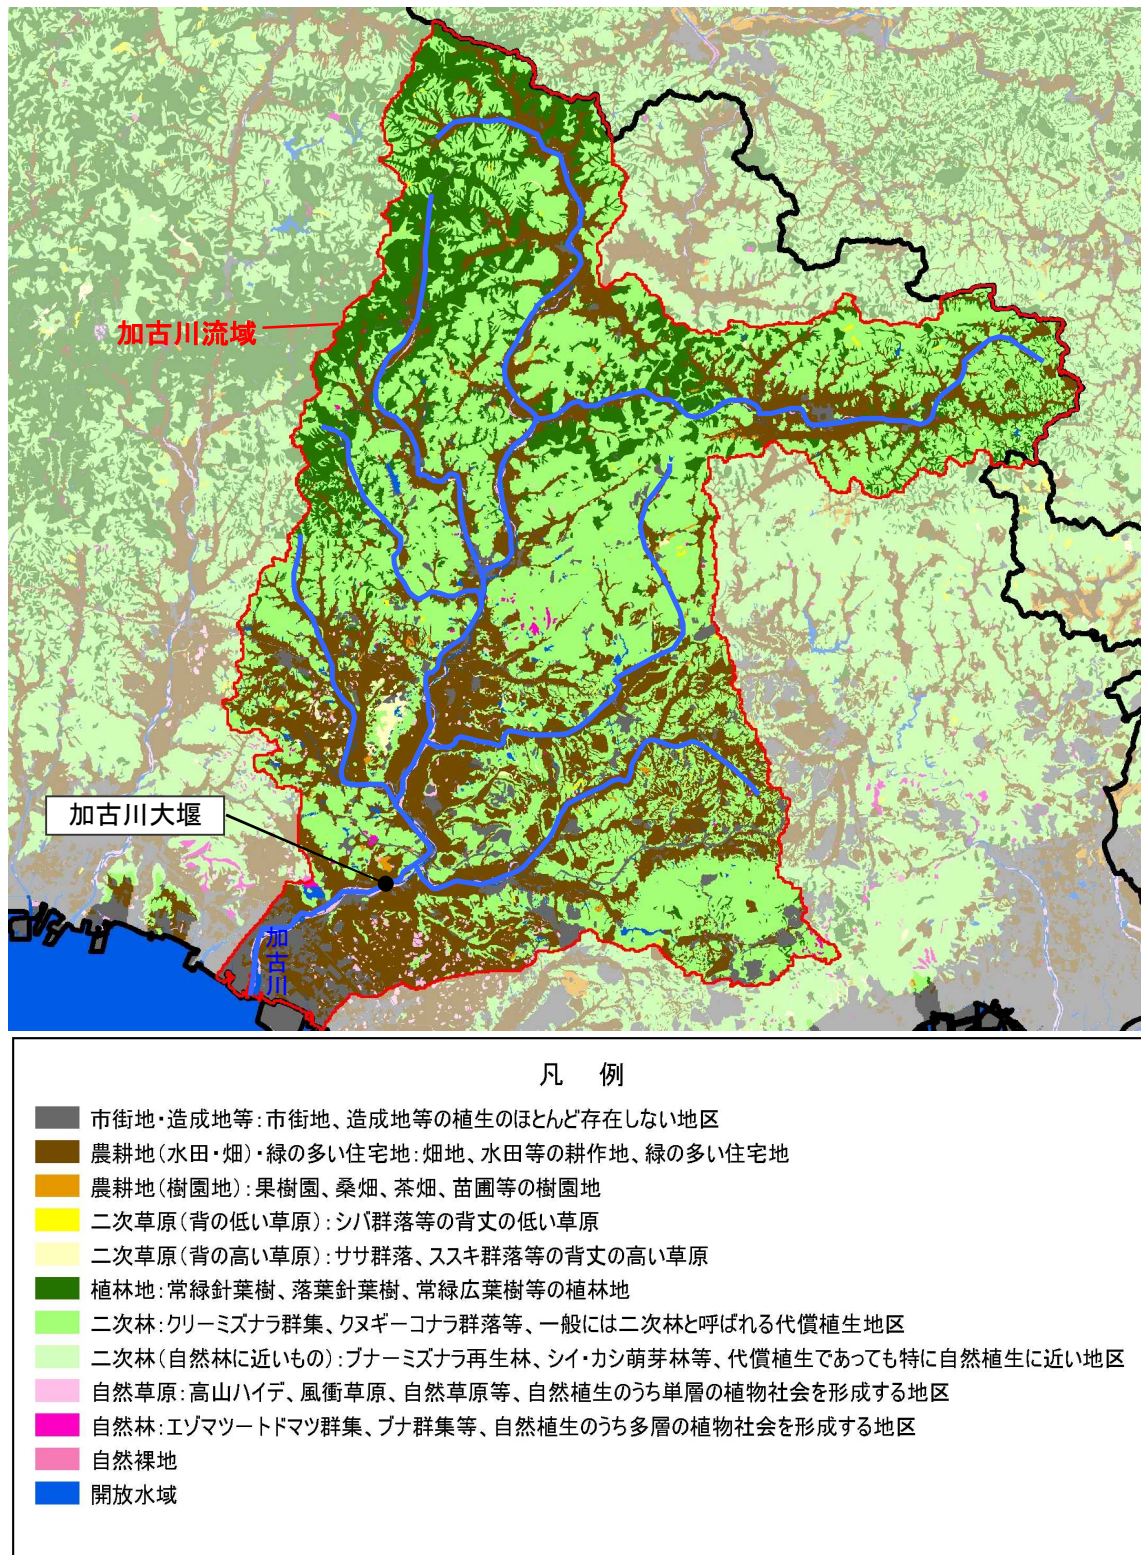 加古川流域
加古川大堰
加古川
凡 例
市街地・造成地等：市街地、造成地等の植生のほとんど存在しない地区
農耕地（水田・畑）・緑の多い住宅地：畑地、水田等の耕作地、緑の多い住宅地
農耕地（樹園地）：果樹園、桑畑、茶畑、苗圃等の樹園地
二次草原（背の低い草原）：シバ群落等の背丈の低い草原
二次草原（背の高い草原）：ササ群落、ススキ群落等の背丈の高い草原
植林地：常緑針葉樹、落葉針葉樹、常緑広葉樹等の植林地
二次林：クリーミズナラ群集、クヌギーコナラ群落等、一般には二次林と呼ばれる代償植生地区
二次林（自然林に近いもの）：ブナーミズナラ再生林、シイ・カシ萌芽林等、代償植生であっても特に自然植生に近い地区
自然草原：高山ハイデ、風衝草原、自然草原等、自然植生のうち単層の植物社会を形成する地区
自然林：エゾマツートドマツ群集、ブナ群集等、自然植生のうち多層の植物社会を形成する地区
自然裸地
開放水域